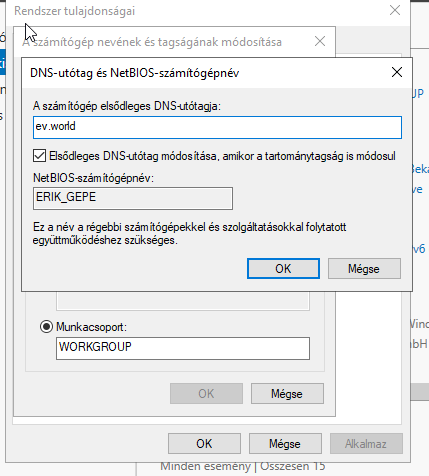 Rendszer tulajdonságai
A számítógép nevének és tagságának módosítása
DNS-utótag és NetBIOS-számítógépnév
A számítógép elsődleges DNS-utótagja:
ev.world
Elsődleges DNS-utótag módosítása, amikor a tartománytagság is módosul
NetBIOS-számítógépnév:
ERIK_GEPE
Ez a név a régebbi számítógépekkel és szolgáltatásokkal folytatott
együttműködéshez szükséges.
OK
Mégse
Munkacsoport:
WORKGROUP
OK
Mégse
OK
Mégse
Alkalmaz
Minden esemény | Összesen 15